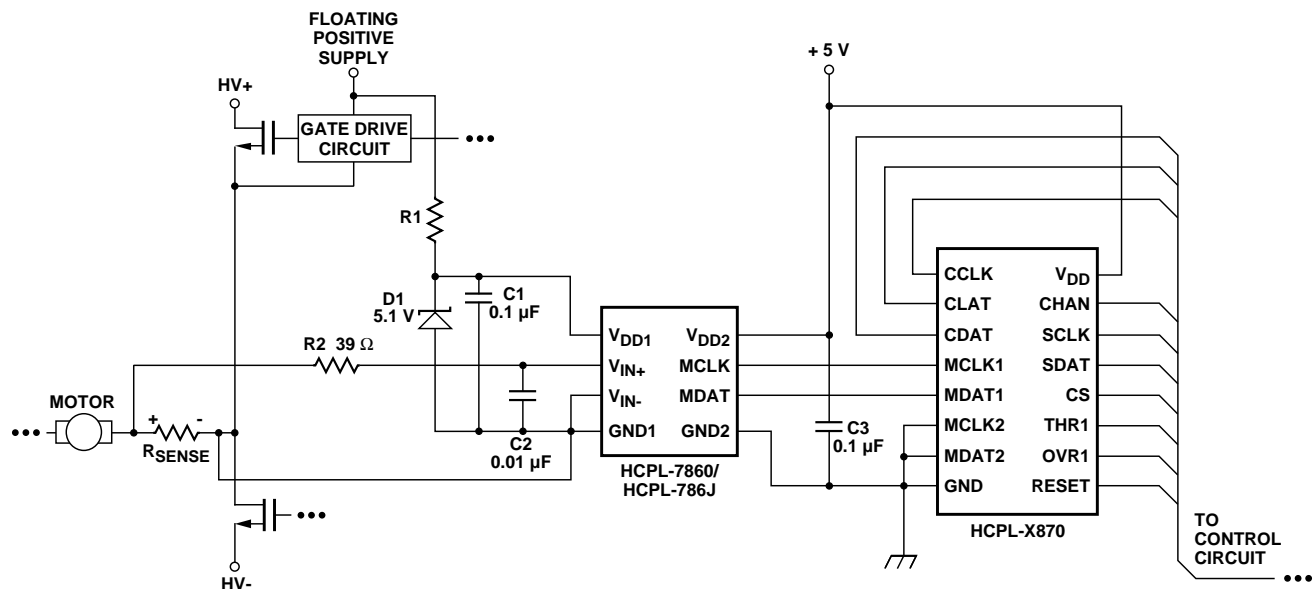 FLOATING
POSITIVE
SUPPLY
HV+
+ 5 V
GATE DRIVE
CIRCUIT
•••
R1
D1
5.1 V
C1
0.1 µF
R2 39 Ω
C2
0.01 µF
MOTOR
•••
+ -
RSENSE
•••
HV-
VDD1
VIN+
VIN-
GND1
VDD2
MCLK
MDAT
GND2
HCPL-7860/
HCPL-786J
C3
0.1 µF
CCLK
CLAT
CDAT
MCLK1
MDAT1
MCLK2
MDAT2
GND
VDD
CHAN
SCLK
SDAT
CS
THR1
OVR1
RESET
HCPL-X870
TO
CONTROL
CIRCUIT
•••